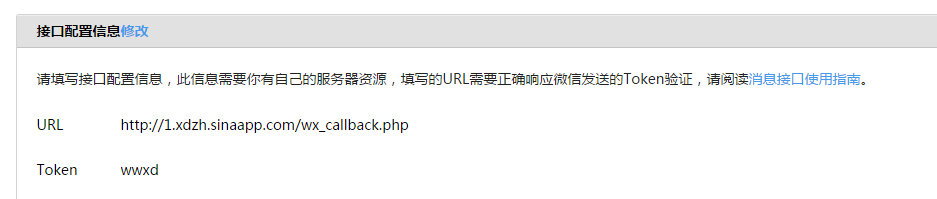 接口配置信息修改
请填写接口配置信息，此信息需要你有自己的服务器资源，填写的URL需要正确响应微信发送的Token验证，请阅读消息接口使用指南。
URL http://1.xdzh.sinaapp.com/wx_callback.php
Token wwxd